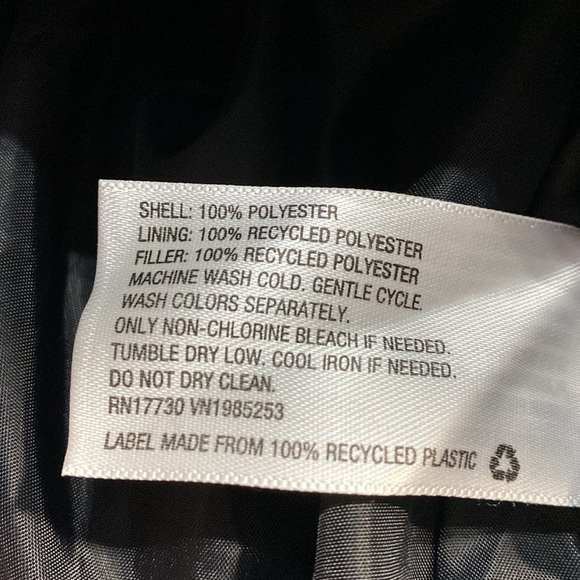 SHELL: 100% POLYESTER
LINING: 100% RECYCLED POLYESTER
FILLER: 100% RECYCLED POLYESTER
MACHINE WASH COLD. GENTLE CYCLE.
WASH COLORS SEPARATELY.
ONLY NON-CHLORINE BLEACH IF NEEDED.
TUMBLE DRY LOW. COOL IRON IF NEEDED.
DO NOT DRY CLEAN.
RN17730 VN1985253
LABEL MADE FROM 100% RECYCLED PLASTIC